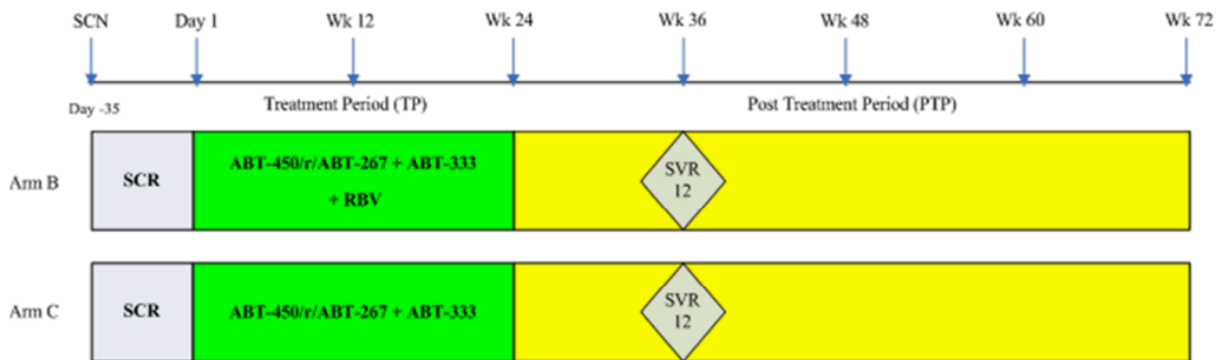 SCN Day 1 Wk 12 Wk 24 Wk 36 Wk 48 Wk 60 Wk 72
Day -35 Treatment Period (TP) Post Treatment Period (PTP)
Arm B
SCR
ABT-450/r/ABT-267 + ABT-333
+ RBV
SVR
12
Arm C
SCR
ABT-450/r/ABT-267 + ABT-333
SVR
12